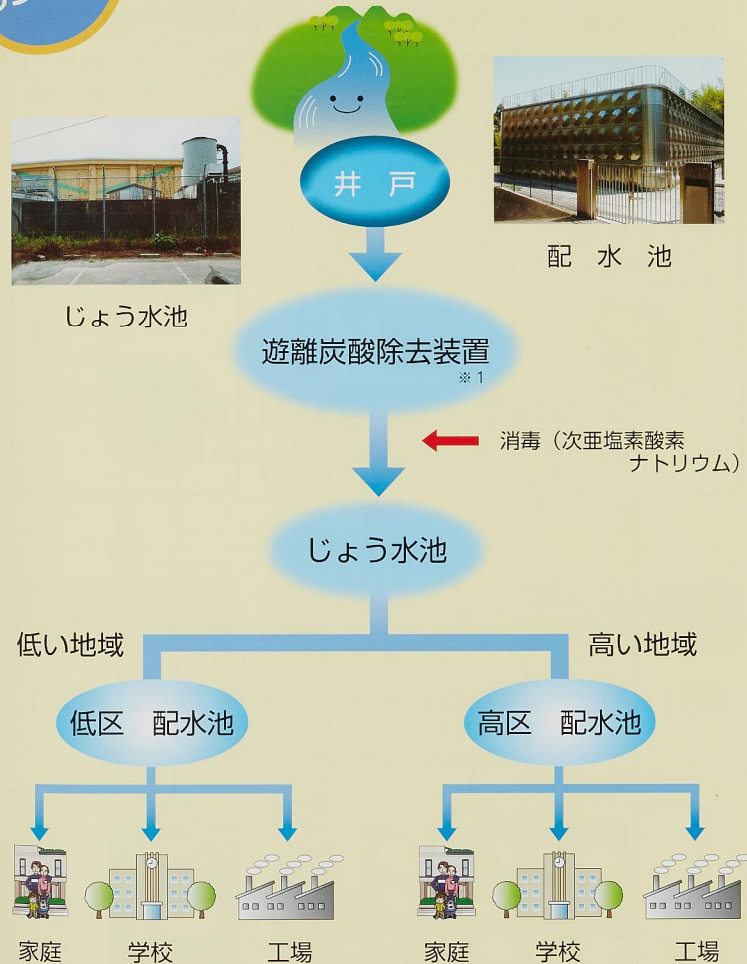 井戸
じょう水池
配水池
遊離炭酸除去装置
※1
消毒（次亜塩素酸素
ナトリウム）
じょう水池
低い地域
高い地域
低区　配水池
高区　配水池
家庭
学校
工場
家庭
学校
工場